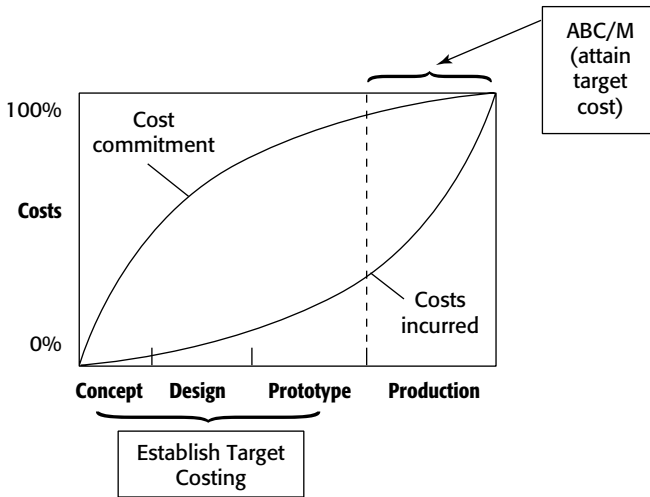 ABC/M
(attain
target
cost)
100%
Cost
commitment
Costs
Costs
incurred
0%
Concept Design Prototype Production
Establish Target
Costing